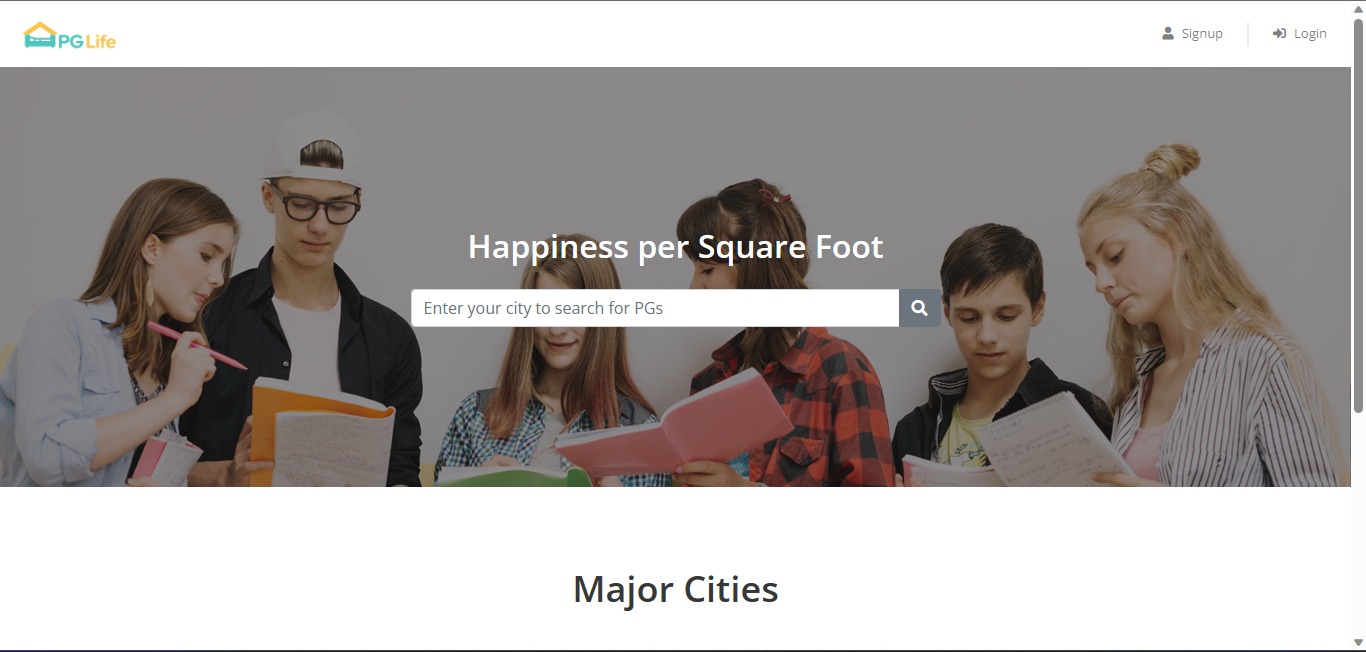 PG Life
Signup
Login
Happiness per Square Foot
Enter your city to search for PGs
Major Cities